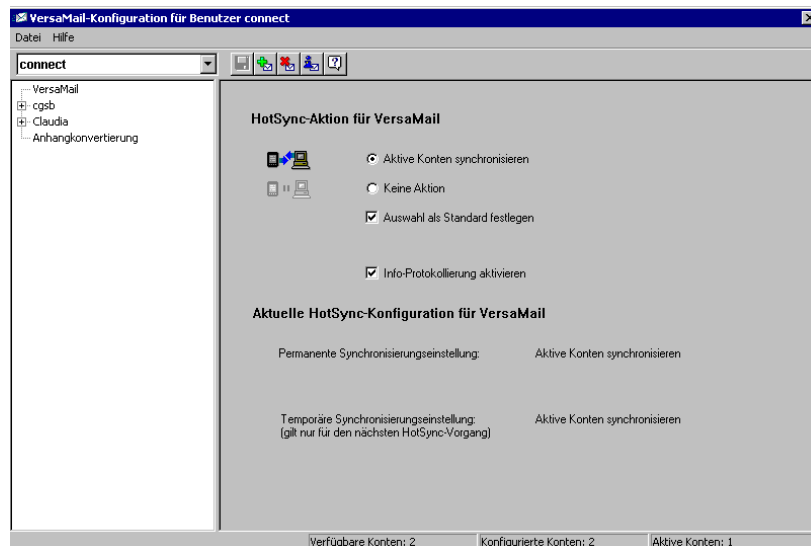 VersaMail-Konfiguration für Benutzer connect
Datei Hilfe
connect
VersaMail
cgsb
Claudia
Anhangkonvertierung
HotSync-Aktion für VersaMail
Aktive Konten synchronisieren
Keine Aktion
Auswahl als Standard festlegen
Info-Protokollierung aktivieren
Aktuelle HotSync-Konfiguration für VersaMail
Permanente Synchronisierungseinstellung: Aktive Konten synchronisieren
Temporäre Synchronisierungseinstellung: Aktive Konten synchronisieren
(gilt nur für den nächsten HotSync-Vorgang)
Verfügbare Konten: 2 Konfigurierte Konten: 2 Aktive Konten: 1